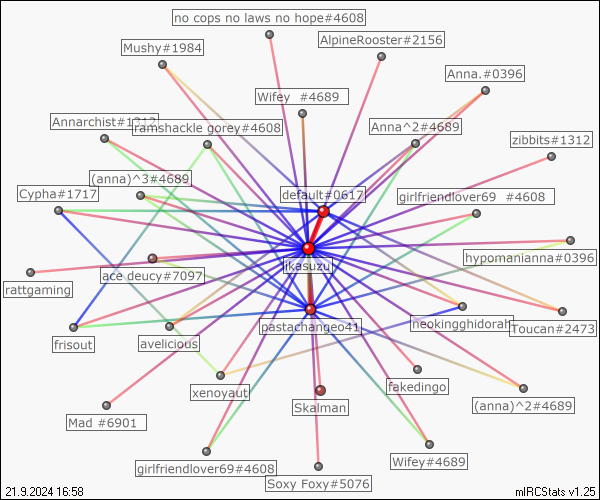 no cops no laws no hope#4608
AlpineRooster#2156
Mushy#1984
Anna.#0396
Wifey #4689
Annarchist#1312
ramshackle gorey#4608
Anna^2#4689
zibbits#1312
(anna)^3#4689
Cypha#1717
default#0617
girlfriendlover69 #4608
ikasuzu
hypomanianna#0396
ace deucy#7097
rattgaming
pastachangeo41
neokingghidorah
Toucan#2473
frisout
avelicious
xenoyaut
fakedingo
Skalman
(anna)^2#4689
Mad #6901
girlfriendlover69#4608
Wifey#4689
Soxy Foxy#5076
21.9.2024 16:58
mIRCStats v1.25